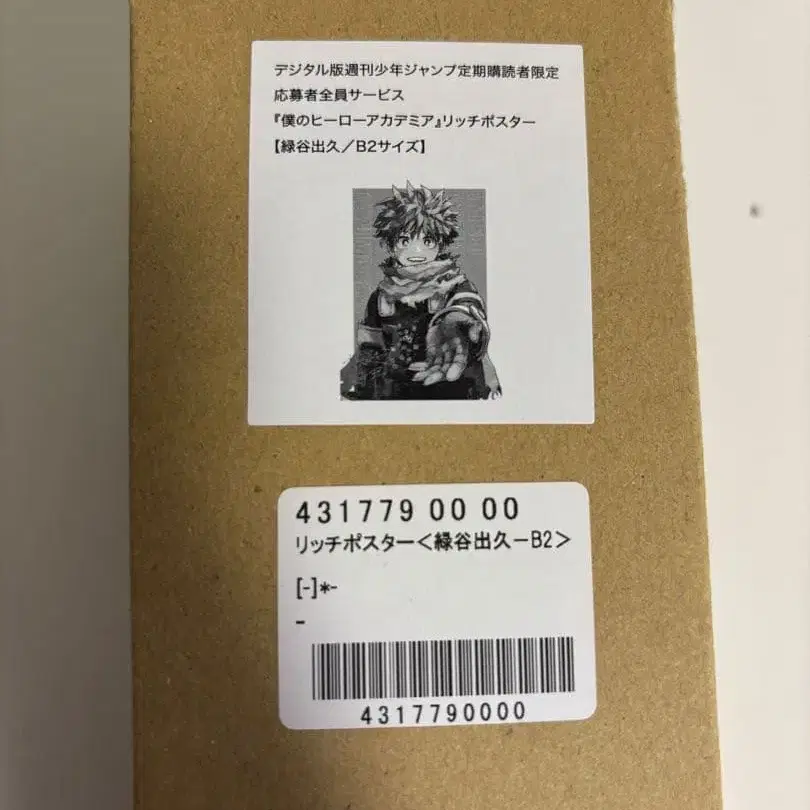 デジタル版週刊少年ジャンプ定期購読者限定
応募者全員サービス
『僕のヒーローアカデミア』リッチポスター
【緑谷出久／B2サイズ】
431779 00 00
リッチポスター＜緑谷出久－B2＞
[-]*-
-
4317790000